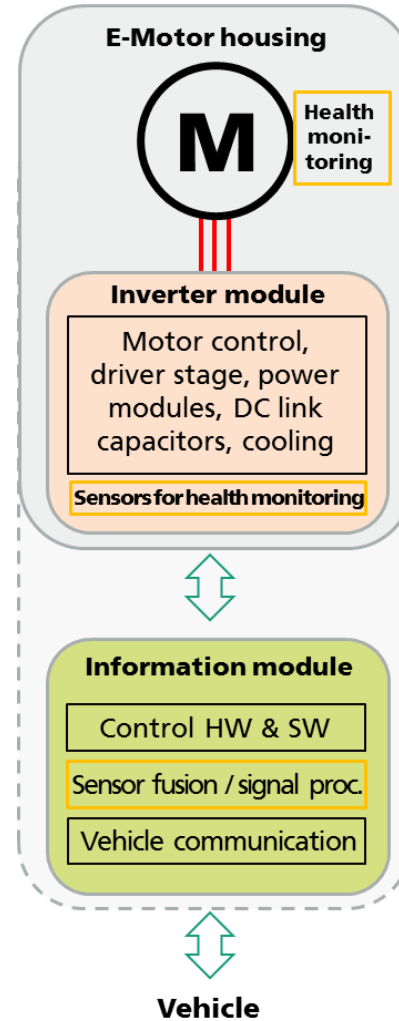 E-Motor housing
M
Health
moni-
toring
Inverter module
Motor control,
driver stage, power
modules, DC link
capacitors, cooling
Sensors for health monitoring
Information module
Control HW & SW
Sensor fusion / signal proc.
Vehicle communication
Vehicle